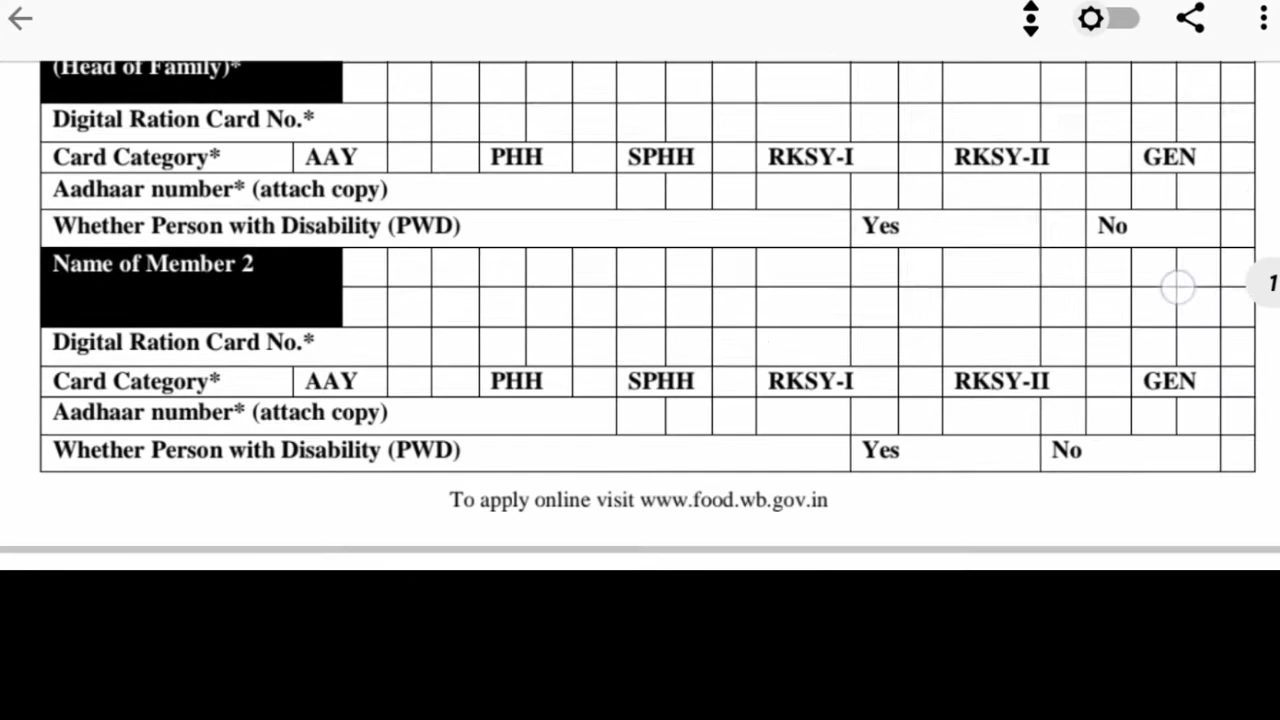 (Head of Family)*
Digital Ration Card No.*
Card Category* AAY PHH SPHH RKSY-I RKSY-II GEN
Aadhaar number* (attach copy)
Whether Person with Disability (PWD) Yes No
Name of Member 2
1
Digital Ration Card No.*
Card Category* AAY PHH SPHH RKSY-I RKSY-II GEN
Aadhaar number* (attach copy)
Whether Person with Disability (PWD) Yes No
To apply online visit www.food.wb.gov.in